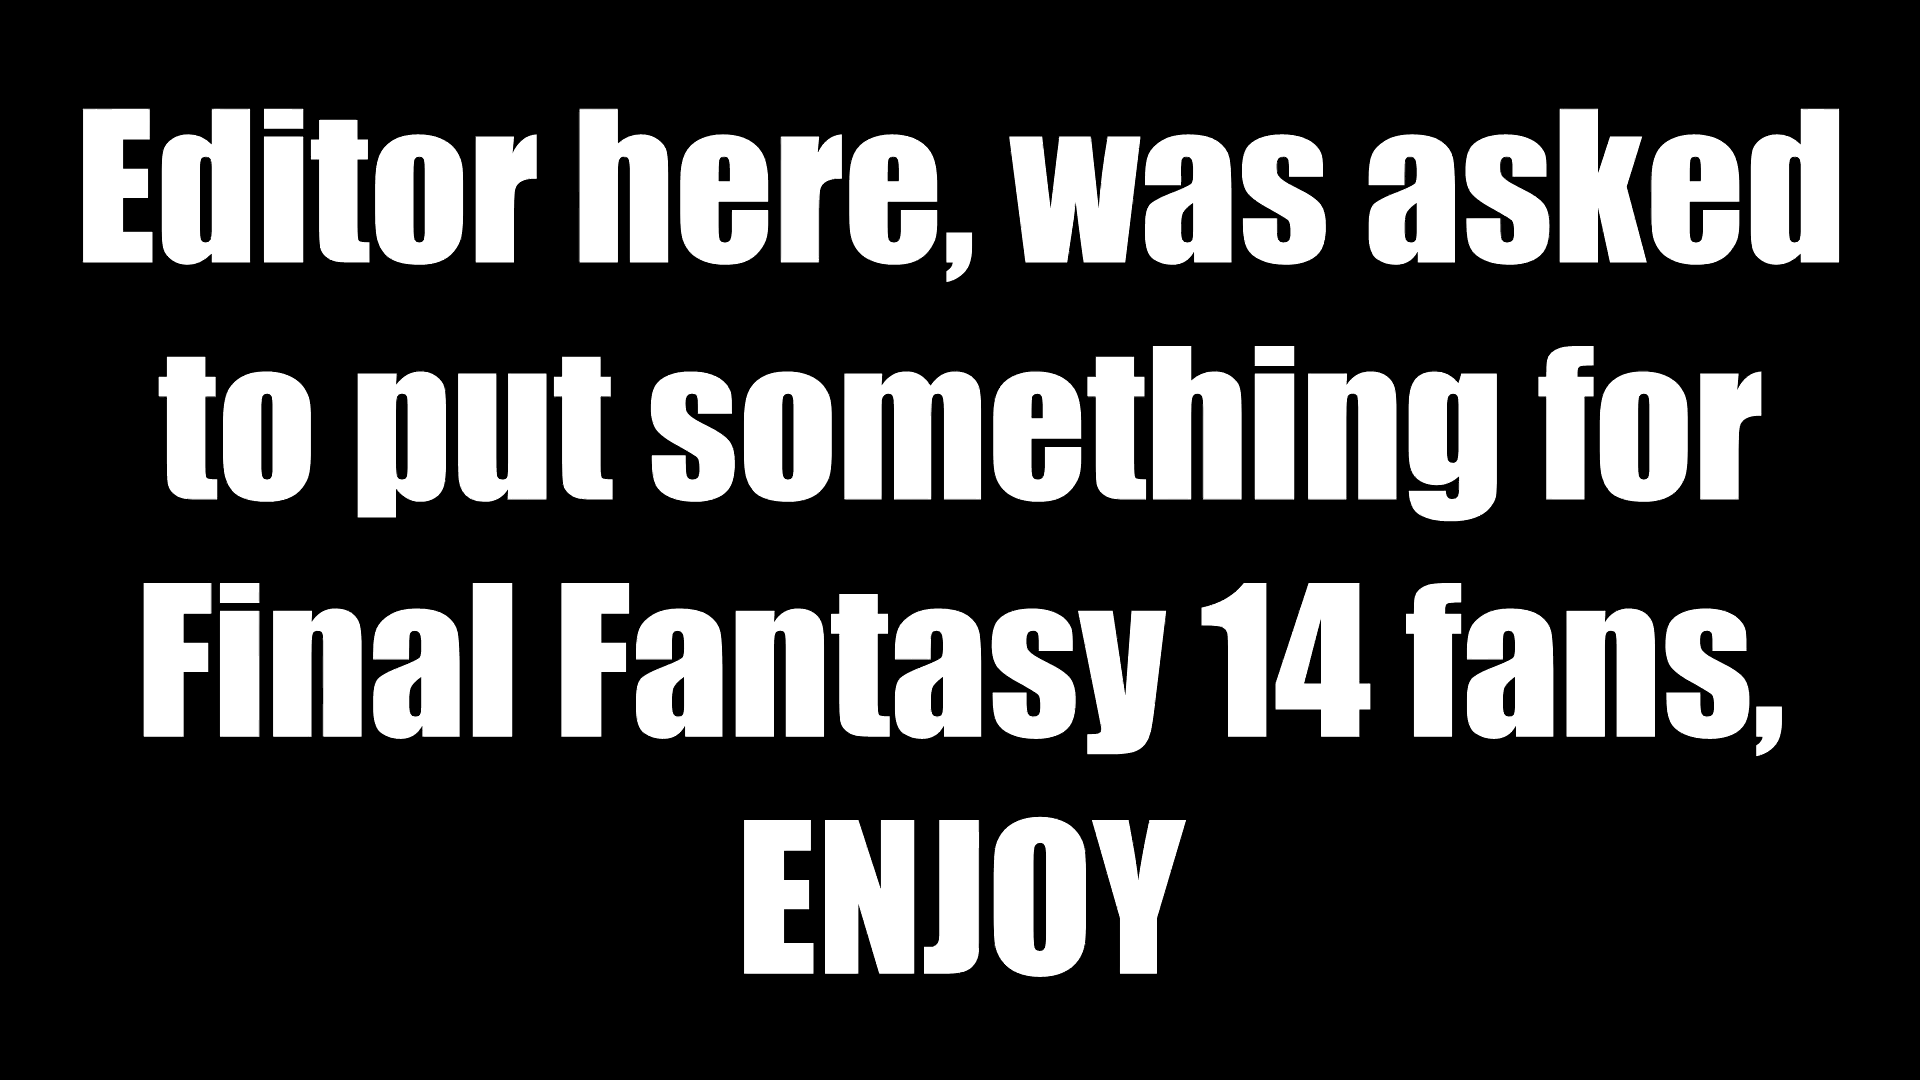 Editor here, was asked
to put something for
Final Fantasy 14 fans,
ENJOY